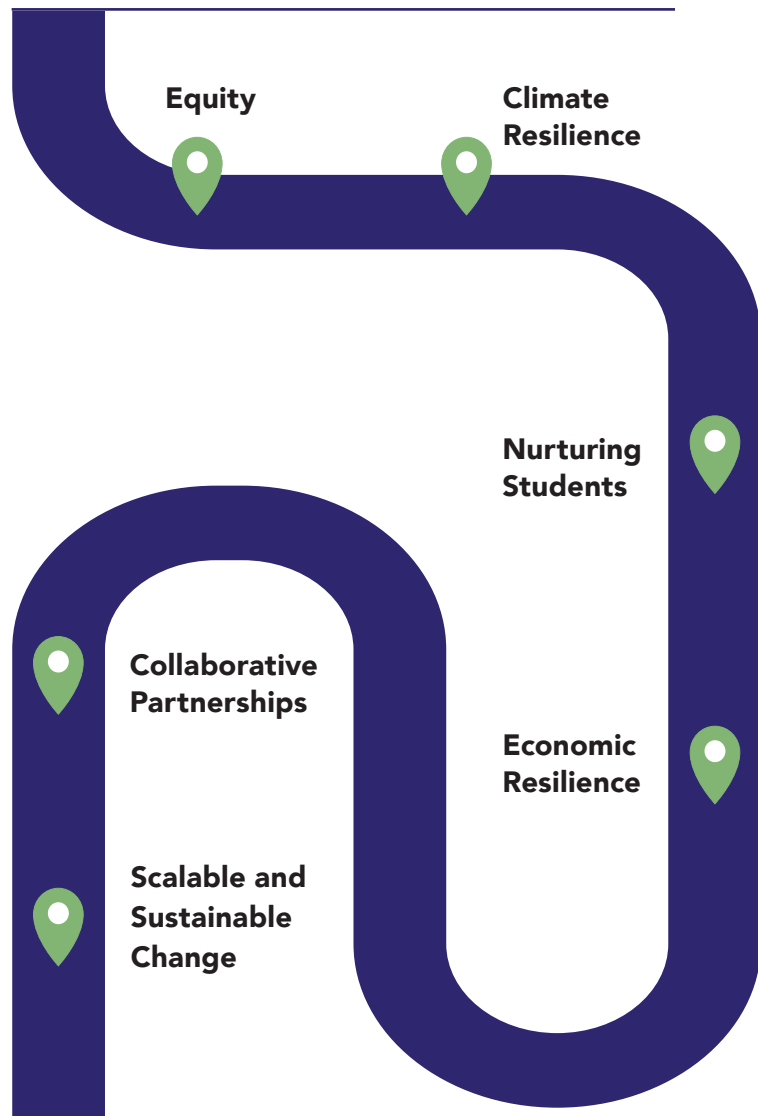 Equity
Climate
Resilience
Nurturing
Students
Economic
Resilience
Collaborative
Partnerships
Scalable and
Sustainable
Change